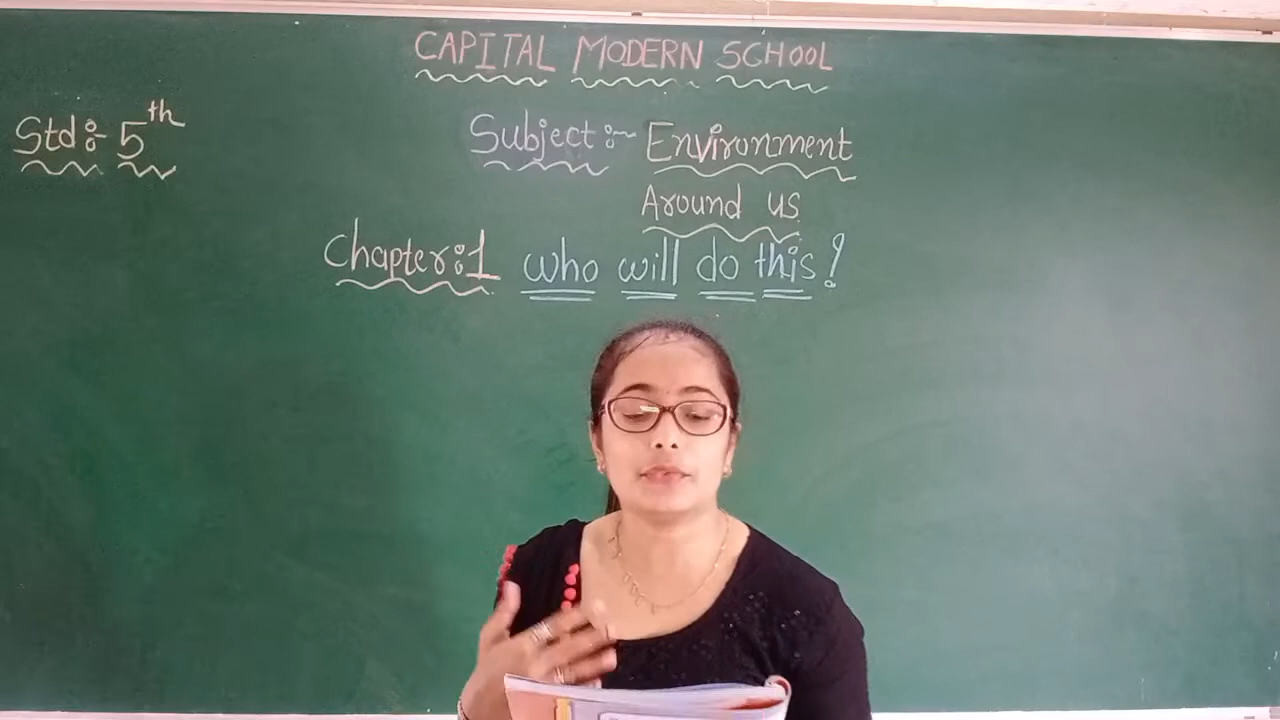 CAPITAL MODERN SCHOOL
Std:- 5th
Subject:- Environment
Around us
Chapter:1 who will do this!